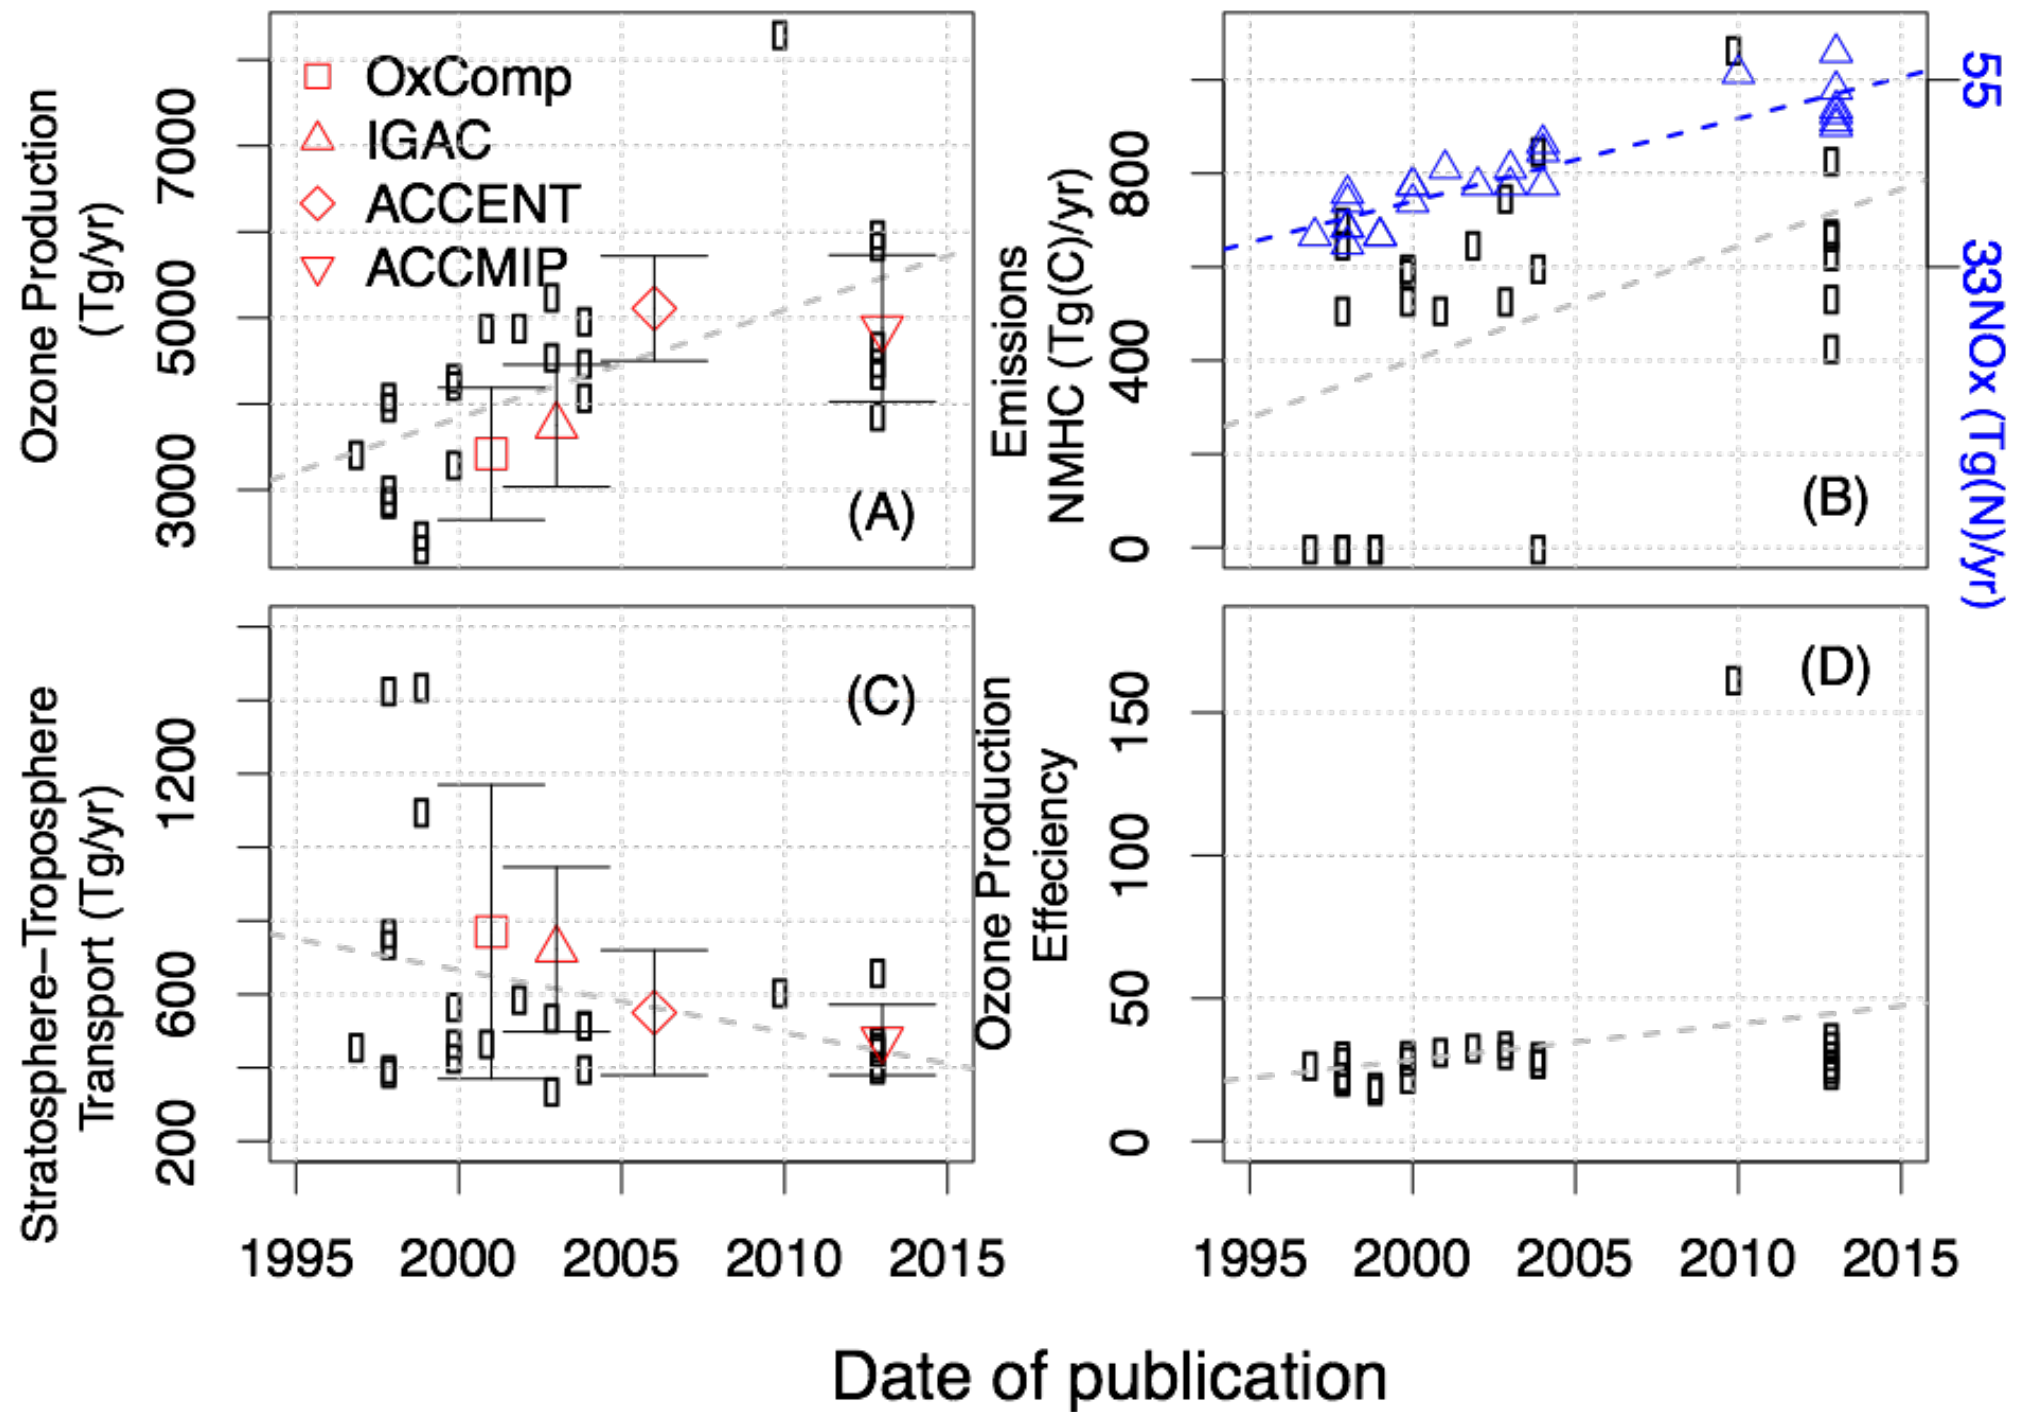 Ozone Production
(Tg/yr)
3000
5000
7000
OxComp
IGAC
ACCENT
ACCMIP
(A)
Emissions
NMHC (Tg(C)/yr)
0
400
800
(B)
55
33
NOx (Tg(N)/yr)
Stratosphere–Troposphere
Transport (Tg/yr)
200
600
1200
(C)
1995 2000 2005 2010 2015
Ozone Production
Effeciency
0
50
100
150
(D)
1995 2000 2005 2010 2015
Date of publication